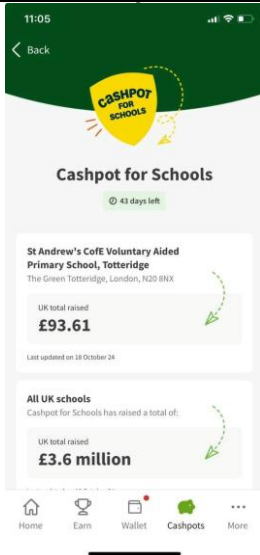 11:05
Back
CASHPOT
FOR
SCHOOLS
Cashpot for Schools
43 days left
St Andrew's CofE Voluntary Aided
Primary School, Totteridge
The Green Totteridge, London, N20 8NX
UK total raised
£93.61
Last updated on 18 October 24
All UK schools
Cashpot for Schools has raised a total of:
UK total raised
£3.6 million
Home Earn Wallet Cashpots More